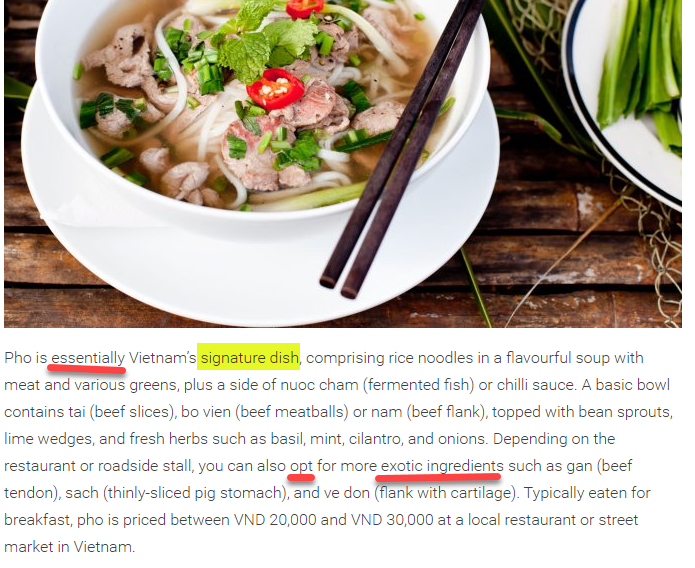 Pho is essentially Vietnam's signature dish, comprising rice noodles in a flavourful soup with
meat and various greens, plus a side of nuoc cham (fermented fish) or chilli sauce. A basic bowl
contains tai (beef slices), bo vien (beef meatballs) or nam (beef flank), topped with bean sprouts,
lime wedges, and fresh herbs such as basil, mint, cilantro, and onions. Depending on the
restaurant or roadside stall, you can also opt for more exotic ingredients such as gan (beef
tendon), sach (thinly-sliced pig stomach), and ve don (flank with cartilage). Typically eaten for
breakfast, pho is priced between VND 20,000 and VND 30,000 at a local restaurant or street
market in Vietnam.